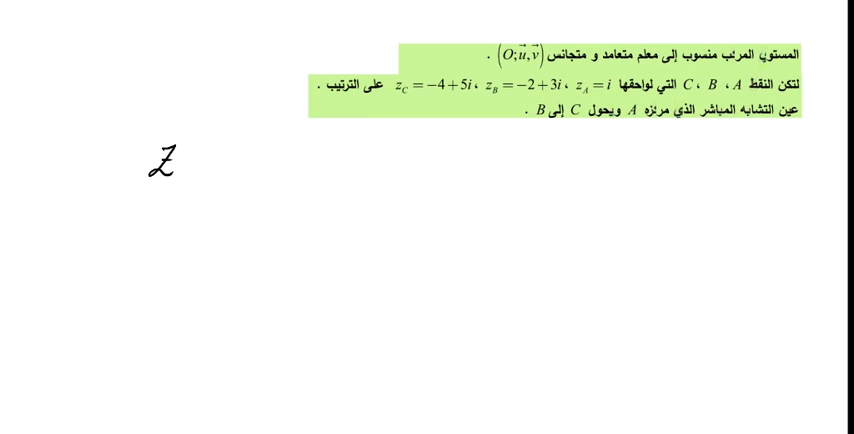 المستوي المركب منسوب إلى معلم متعامد و متجانس (O;u⃗,v⃗) .
لتكن النقط A ، B ، C التي لواحقها z_A = i ، z_B = −2+3i ، z_C = −4+5i على الترتيب .
عين التشابه المباشر الذي مركزه A ويحول C إلى B .
Z